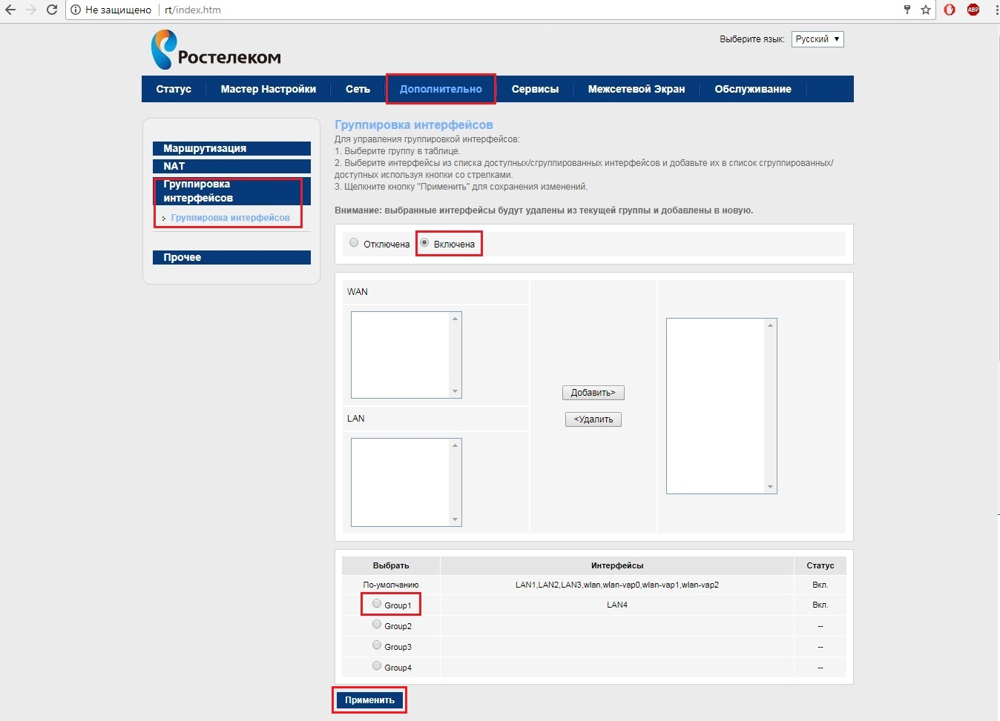 Не защищено rt/index.htm
ABP
Ростелеком
Выберите язык: Русский
Статус Мастер Настройки Сеть Дополнительно Сервисы Межсетевой Экран Обслуживание
Маршрутизация
NAT
Группировка
интерфейсов
Группировка интерфейсов
Прочее
Группировка интерфейсов
Для управления группировкой интерфейсов:
1. Выберите группу в таблице.
2. Выберите интерфейсы из списка доступных/сгруппированных интерфейсов и добавьте их в список сгруппированных/
доступных используя кнопки со стрелками.
3. Щелкните кнопку "Применить" для сохранения изменений.
Внимание: выбранные интерфейсы будут удалены из текущей группы и добавлены в новую.
Отключена Включена
WAN
Добавить>
<Удалить
LAN
Выбрать Интерфейсы Статус
По-умолчанию LAN1,LAN2,LAN3,wlan,wlan-vap0,wlan-vap1,wlan-vap2 Вкл.
Group1 LAN4 Вкл.
Group2 --
Group3 --
Group4 --
Применить